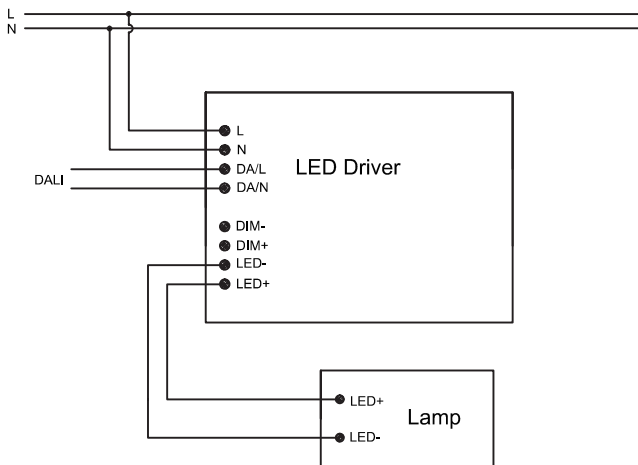 L
N
L
N
DA/L
DA/N
LED Driver
DALI
DIM-
DIM+
LED-
LED+
LED+
LED-
Lamp